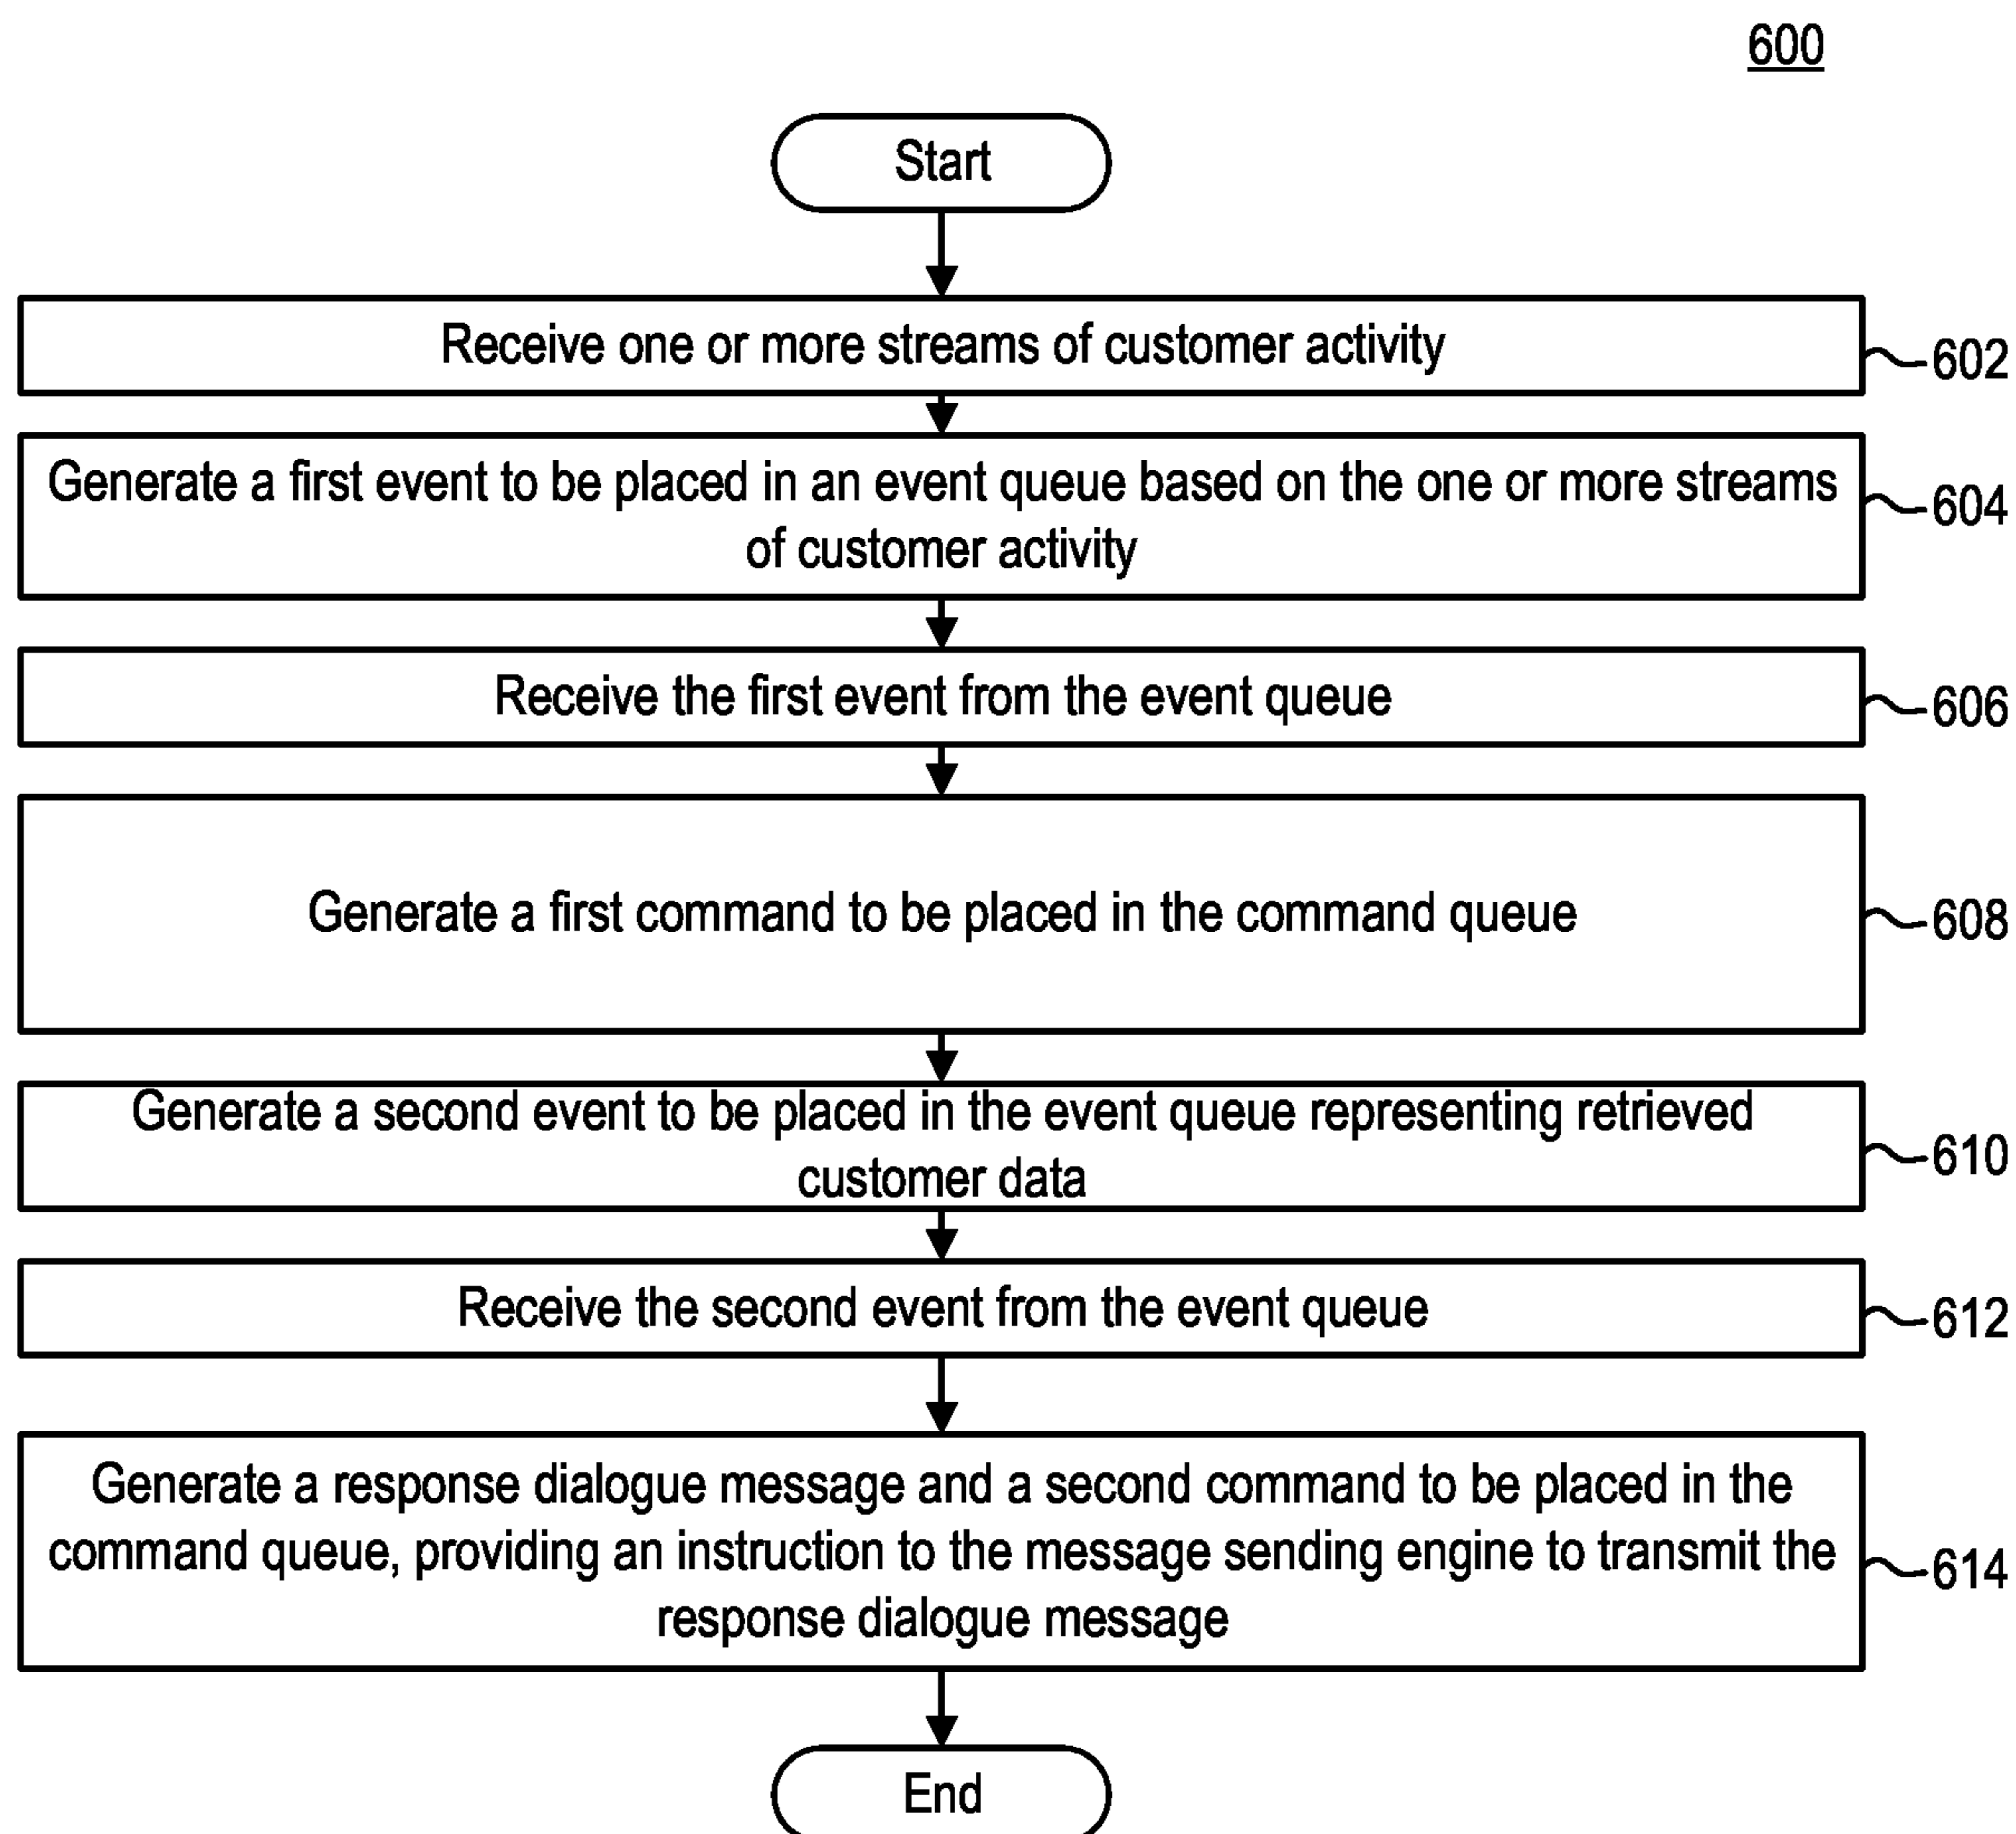 600
Start
Receive one or more streams of customer activity
602
Generate a first event to be placed in an event queue based on the one or more streams
of customer activity
604
Receive the first event from the event queue
606
Generate a first command to be placed in the command queue
608
Generate a second event to be placed in the event queue representing retrieved
customer data
610
Receive the second event from the event queue
612
Generate a response dialogue message and a second command to be placed in the
command queue, providing an instruction to the message sending engine to transmit the
response dialogue message
614
End